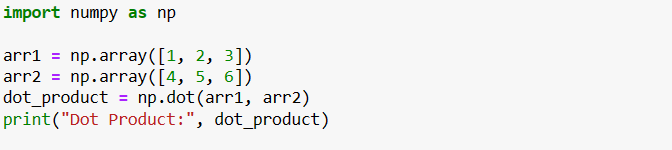 import numpy as np
arr1 = np.array([1, 2, 3])
arr2 = np.array([4, 5, 6])
dot_product = np.dot(arr1, arr2)
print("Dot Product:", dot_product)